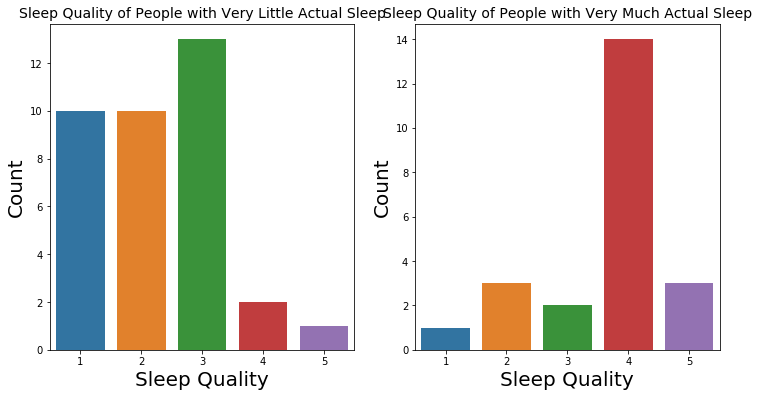 Sleep Quality of People with Very Little Actual Sleep
Count
12
10
8
6
4
2
0
1 2 3 4 5
Sleep Quality
Sleep Quality of People with Very Much Actual Sleep
Count
14
12
10
8
6
4
2
0
1 2 3 4 5
Sleep Quality